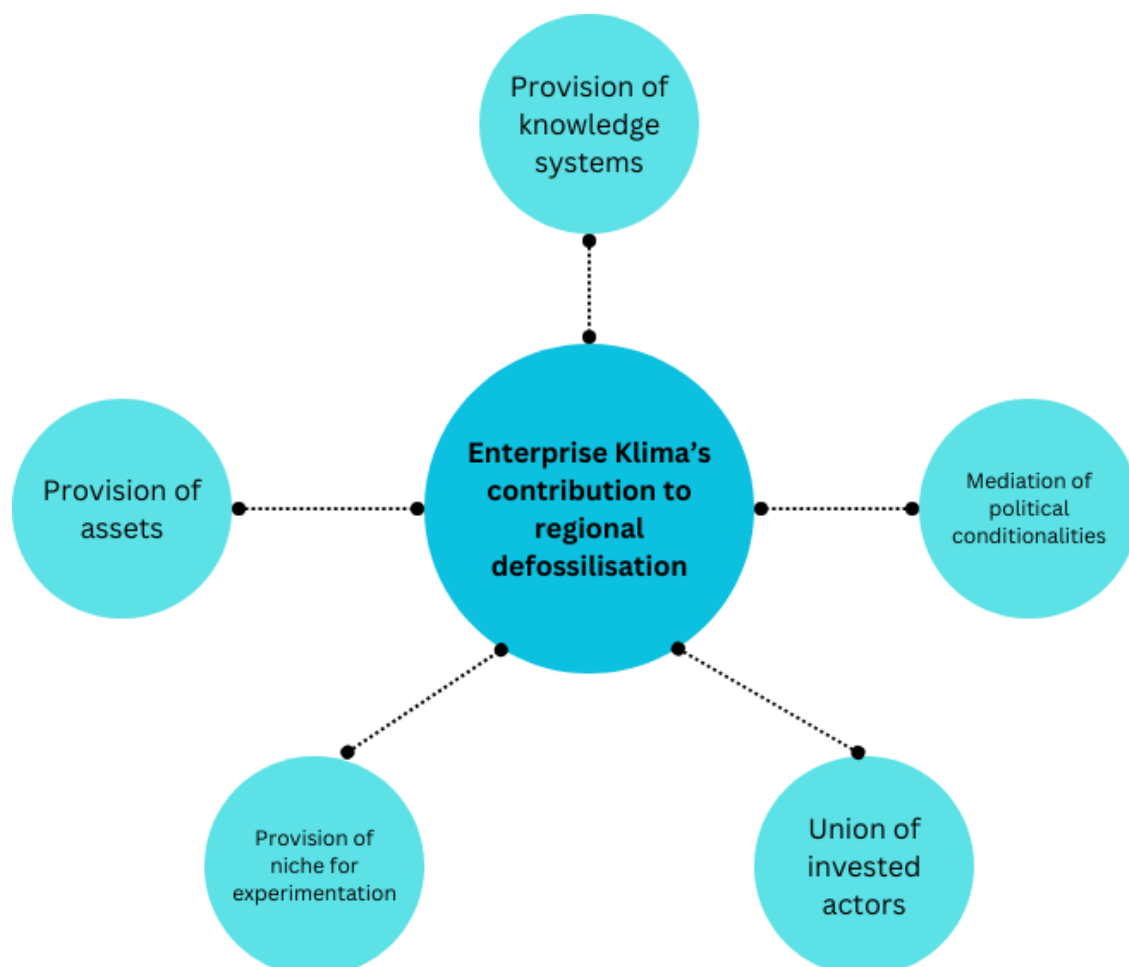 Provision of
knowledge
systems
Enterprise Klima’s
contribution to
regional
defossilisation
Provision of
assets
Mediation of
political
conditionalities
Provision of
niche for
experimentation
Union of
invested
actors